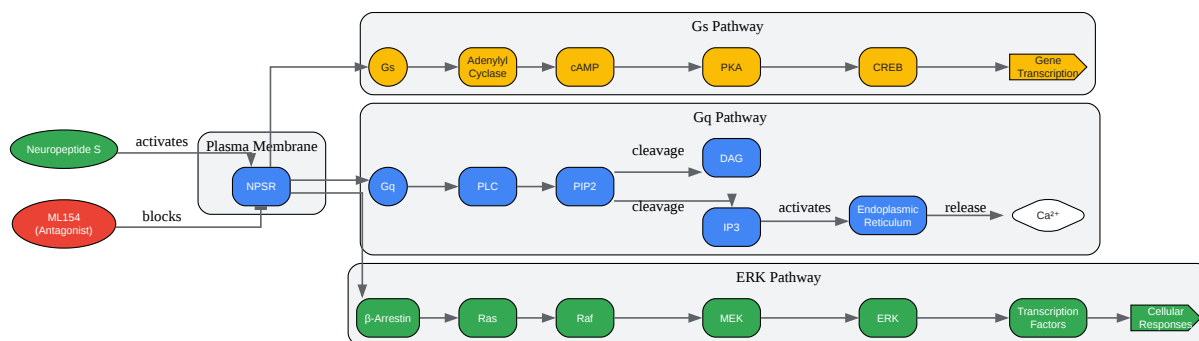 Gs Pathway
Gs
Adenylyl
Cyclase
cAMP
PKA
CREB
Gene
Transcription
Gq Pathway
Neuropeptide S
activates
Plasma Membrane
NPSR
ML154
(Antagonist)
blocks
Gq
PLC
PIP2
cleavage
DAG
cleavage
IP3
activates
Endoplasmic
Reticulum
release
Ca²⁺
ERK Pathway
β-Arrestin
Ras
Raf
MEK
ERK
Transcription
Factors
Cellular
Responses